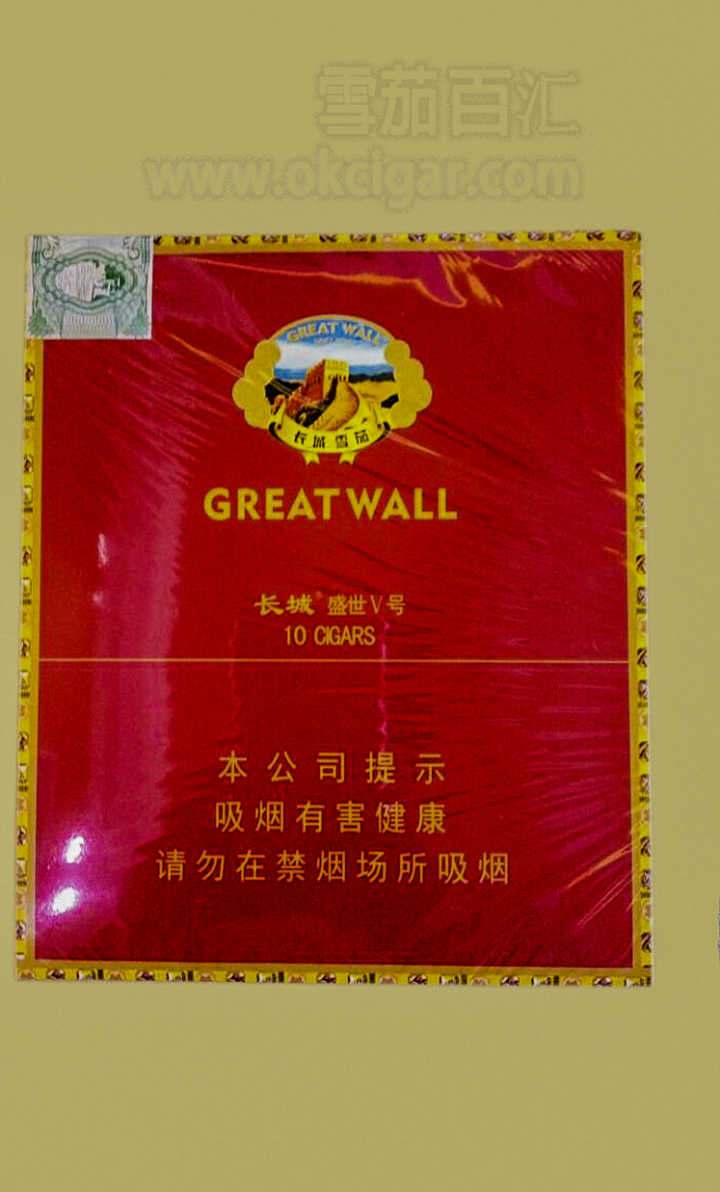 雪茄百汇
www.okcigar.com
GREAT WALL
长城雪茄
GREAT WALL
长城® 盛世V号
10 CIGARS
本公司提示
吸烟有害健康
请勿在禁烟场所吸烟